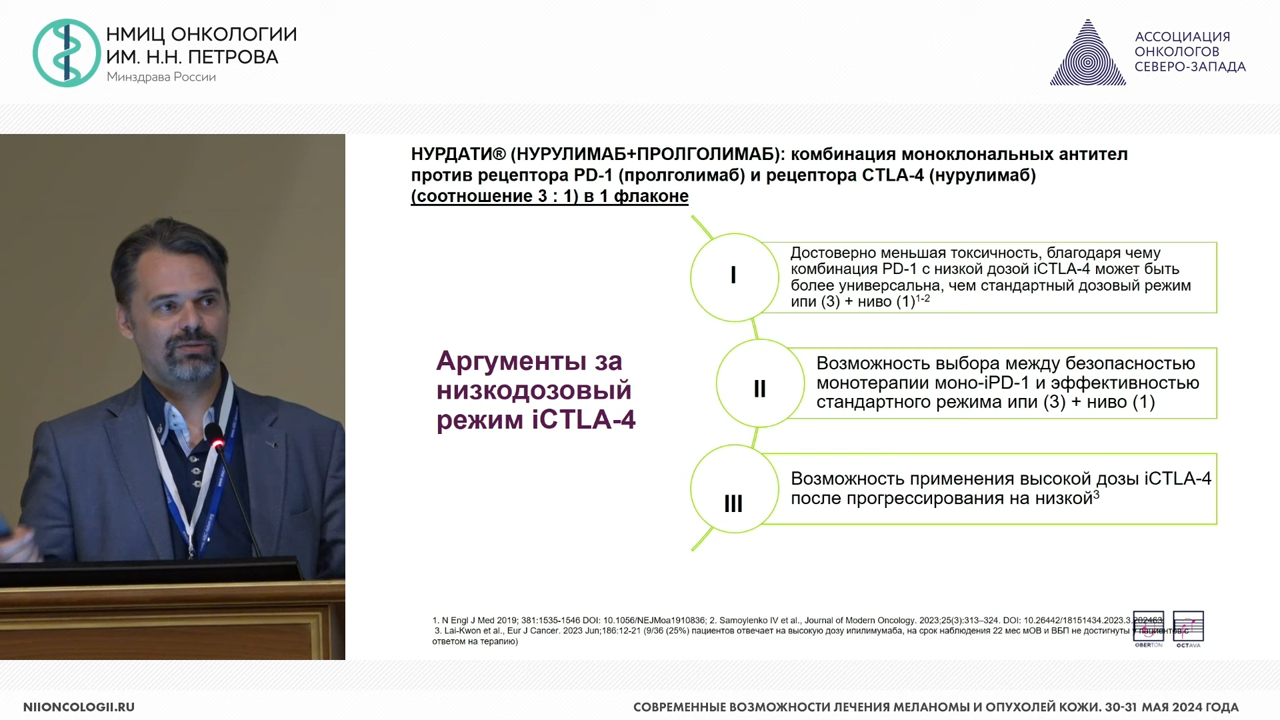 НМИЦ ОНКОЛОГИИ
ИМ. Н.Н. ПЕТРОВА
Минздрава России
АССОЦИАЦИЯ
ОНКОЛОГОВ
СЕВЕРО-ЗАПАДА
НУРДАТИ® (НУРУЛИМАБ+ПРОЛГОЛИМАБ): комбинация моноклональных антител
против рецептора PD-1 (пролголимаб) и рецептора CTLA-4 (нурулимаб)
(соотношение 3 : 1) в 1 флаконе
Аргументы за
низкодозовый
режим iCTLA-4
I
Достоверно меньшая токсичность, благодаря чему
комбинация PD-1 с низкой дозой iCTLA-4 может быть
более универсальна, чем стандартный дозовый режим
ипи (3) + ниво (1)1-2
II
Возможность выбора между безопасностью
монотерапии моно-iPD-1 и эффективностью
стандартного режима ипи (3) + ниво (1)
III
Возможность применения высокой дозы iCTLA-4
после прогрессирования на низкой3
1. N Engl J Med 2019; 381:1535-1546 DOI: 10.1056/NEJMoa1910836; 2. Samoylenko IV et al., Journal of Modern Oncology. 2023;25(3):313–324. DOI: 10.26442/18151434.2023.3.202463
3. Lai-Kwon et al., Eur J Cancer. 2023 Jun;186:12-21 (9/36 (25%) пациентов отвечает на высокую дозу ипилимумаба, на срок наблюдения 22 мес мОВ и ВБП не достигнуты у пациентов с
ответом на терапию)
OBERTON
OCTAVA
NIIONCOLOGII.RU
СОВРЕМЕННЫЕ ВОЗМОЖНОСТИ ЛЕЧЕНИЯ МЕЛАНОМЫ И ОПУХОЛЕЙ КОЖИ. 30-31 МАЯ 2024 ГОДА